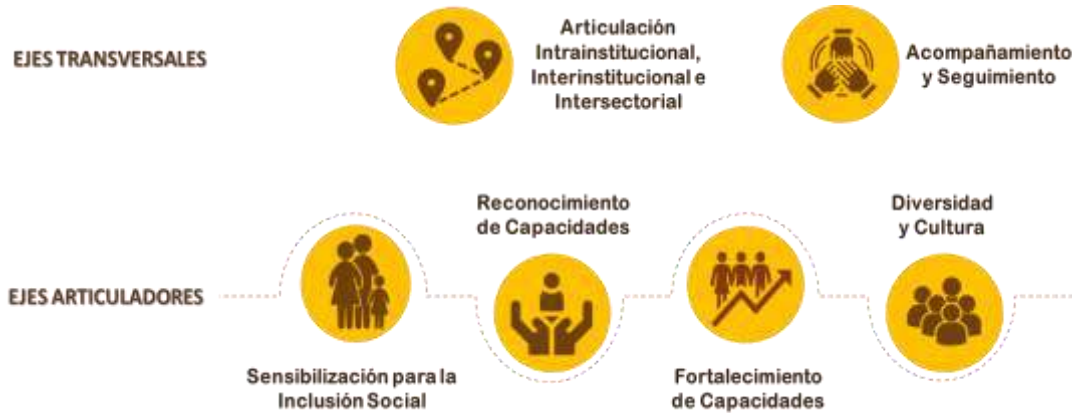 EJES TRANSVERSALES
Articulación
Intrainstitucional,
Interinstitucional e
Intersectorial
Acompañamiento
y Seguimiento
EJES ARTICULADORES
Sensibilización para la
Inclusión Social
Reconocimiento
de Capacidades
Fortalecimiento
de Capacidades
Diversidad
y Cultura